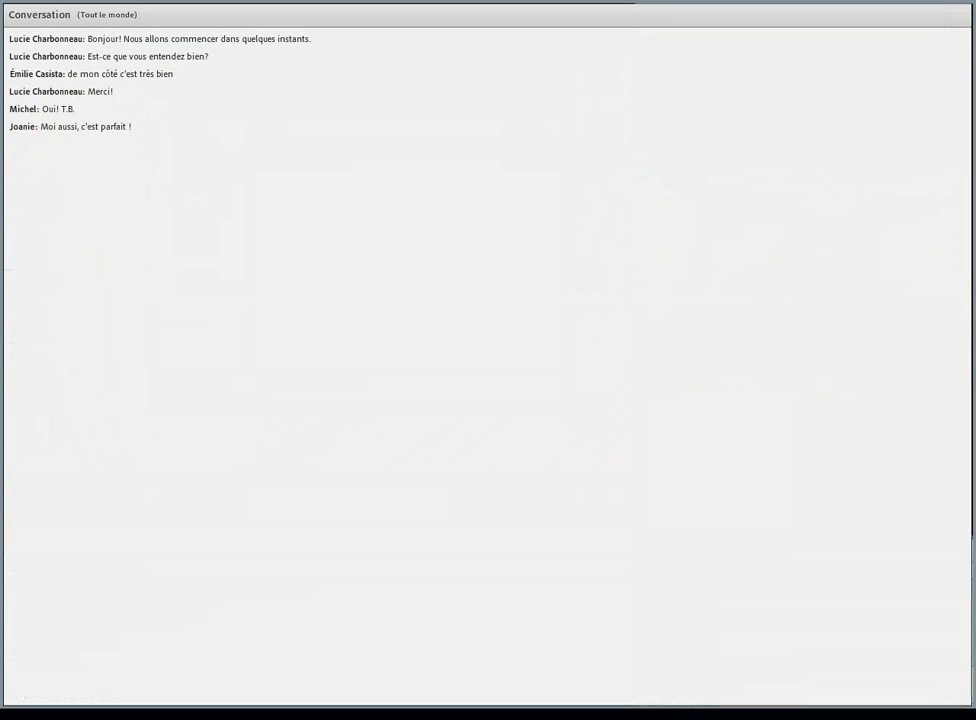 Conversation (Tout le monde)
Lucie Charbonneau: Bonjour! Nous allons commencer dans quelques instants.
Lucie Charbonneau: Est-ce que vous entendez bien?
Émilie Casista: de mon côté c'est très bien
Lucie Charbonneau: Merci!
Michel: Oui! T.B.
Joanie: Moi aussi, c'est parfait !